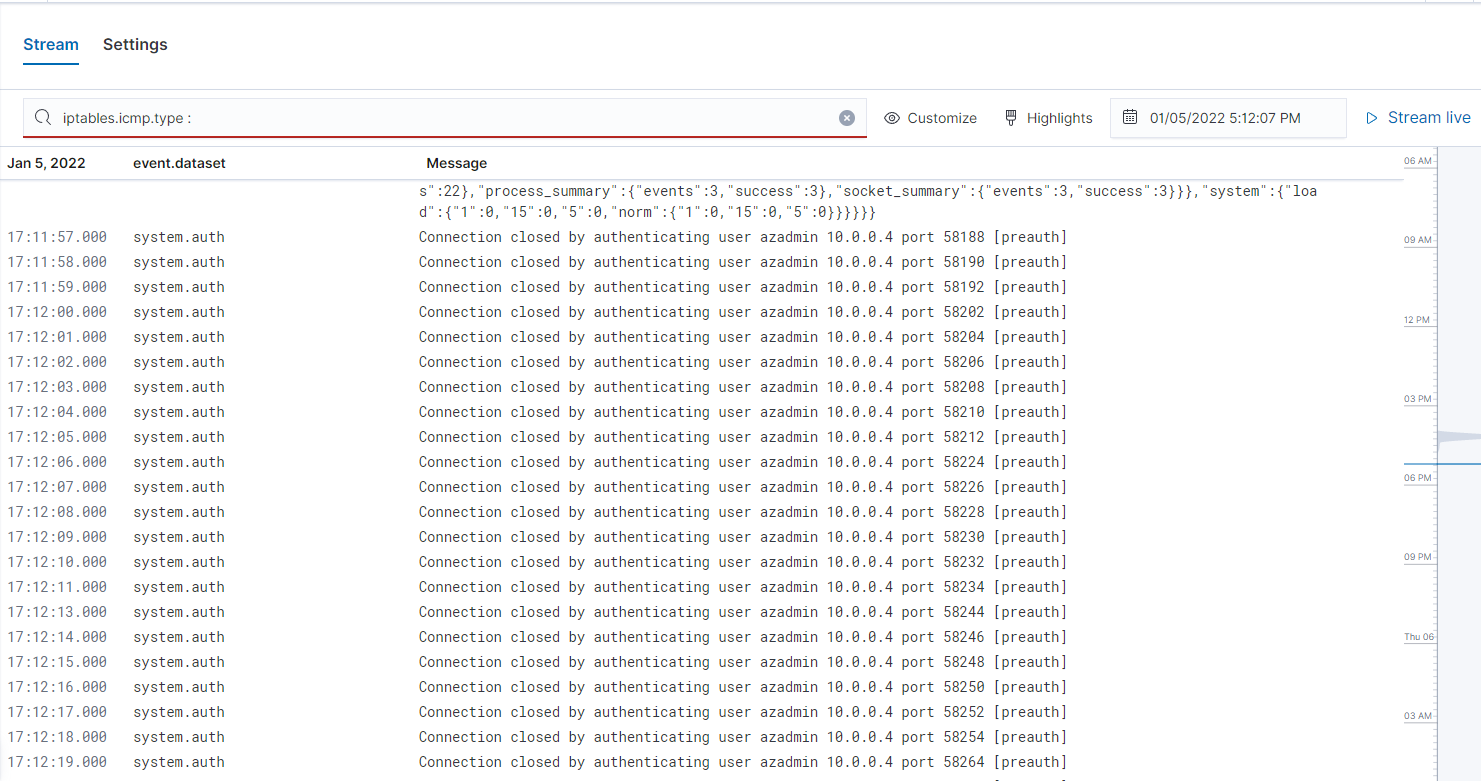 Stream Settings
iptables.icmp.type :
Customize
Highlights
01/05/2022 5:12:07 PM
Stream live
Jan 5, 2022 event.dataset Message
s":22},"process_summary":{"events":3,"success":3},"socket_summary":{"events":3,"success":3}}},"system":{"loa
d":{"1":0,"15":0,"5":0,"norm":{"1":0,"15":0,"5":0}}}}}}
17:11:57.000 system.auth Connection closed by authenticating user azadmin 10.0.0.4 port 58188 [preauth]
17:11:58.000 system.auth Connection closed by authenticating user azadmin 10.0.0.4 port 58190 [preauth]
17:11:59.000 system.auth Connection closed by authenticating user azadmin 10.0.0.4 port 58192 [preauth]
17:12:00.000 system.auth Connection closed by authenticating user azadmin 10.0.0.4 port 58202 [preauth]
17:12:01.000 system.auth Connection closed by authenticating user azadmin 10.0.0.4 port 58204 [preauth]
17:12:02.000 system.auth Connection closed by authenticating user azadmin 10.0.0.4 port 58206 [preauth]
17:12:03.000 system.auth Connection closed by authenticating user azadmin 10.0.0.4 port 58208 [preauth]
17:12:04.000 system.auth Connection closed by authenticating user azadmin 10.0.0.4 port 58210 [preauth]
17:12:05.000 system.auth Connection closed by authenticating user azadmin 10.0.0.4 port 58212 [preauth]
17:12:06.000 system.auth Connection closed by authenticating user azadmin 10.0.0.4 port 58224 [preauth]
17:12:07.000 system.auth Connection closed by authenticating user azadmin 10.0.0.4 port 58226 [preauth]
17:12:08.000 system.auth Connection closed by authenticating user azadmin 10.0.0.4 port 58228 [preauth]
17:12:09.000 system.auth Connection closed by authenticating user azadmin 10.0.0.4 port 58230 [preauth]
17:12:10.000 system.auth Connection closed by authenticating user azadmin 10.0.0.4 port 58232 [preauth]
17:12:11.000 system.auth Connection closed by authenticating user azadmin 10.0.0.4 port 58234 [preauth]
17:12:13.000 system.auth Connection closed by authenticating user azadmin 10.0.0.4 port 58244 [preauth]
17:12:14.000 system.auth Connection closed by authenticating user azadmin 10.0.0.4 port 58246 [preauth]
17:12:15.000 system.auth Connection closed by authenticating user azadmin 10.0.0.4 port 58248 [preauth]
17:12:16.000 system.auth Connection closed by authenticating user azadmin 10.0.0.4 port 58250 [preauth]
17:12:17.000 system.auth Connection closed by authenticating user azadmin 10.0.0.4 port 58252 [preauth]
17:12:18.000 system.auth Connection closed by authenticating user azadmin 10.0.0.4 port 58254 [preauth]
17:12:19.000 system.auth Connection closed by authenticating user azadmin 10.0.0.4 port 58264 [preauth]
06 AM
09 AM
12 PM
03 PM
06 PM
09 PM
Thu 06
03 AM